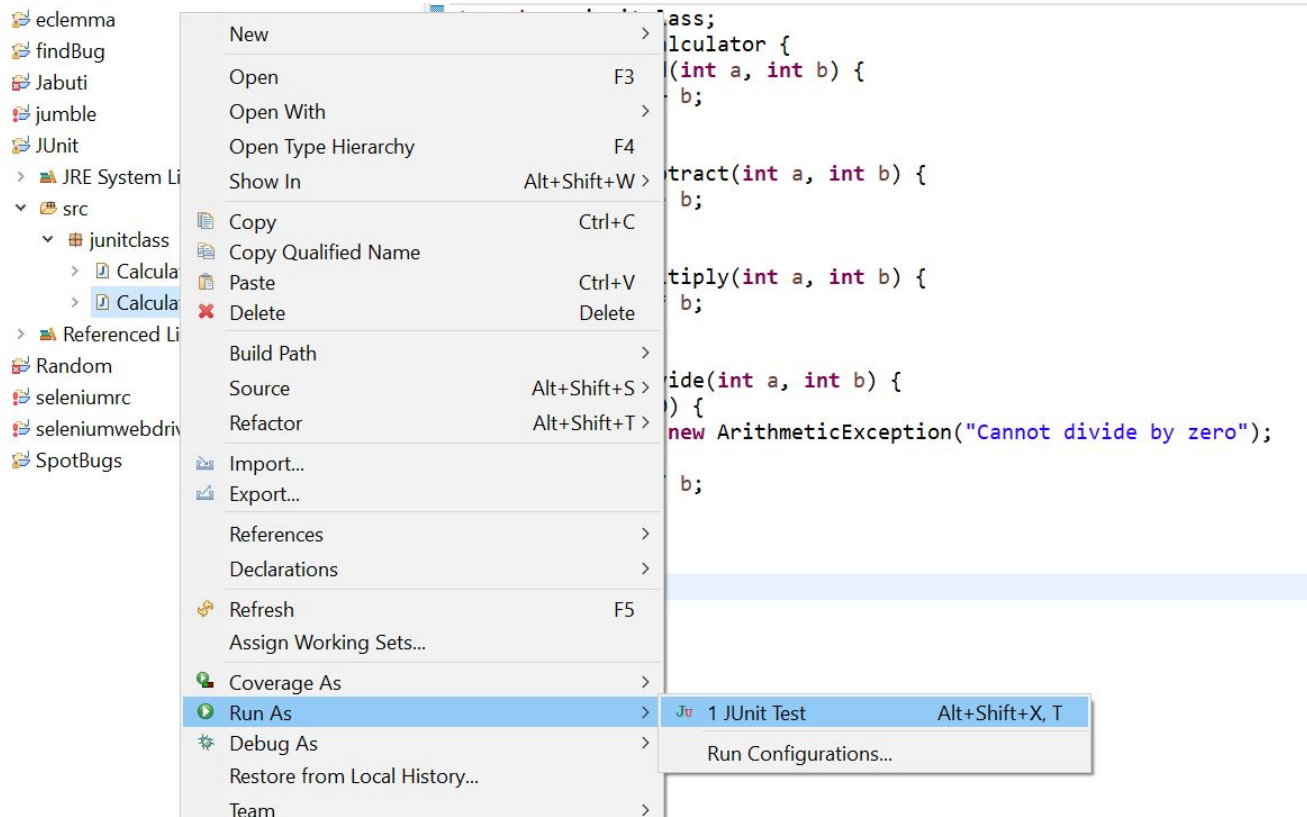 eclemma
findBug
Jabuti
jumble
JUnit
JRE System Li
src
junitclass
Calcula
Calcula
Referenced Li
Random
seleniumrc
seleniumwebdriv
SpotBugs
New
Open F3
Open With
Open Type Hierarchy F4
Show In Alt+Shift+W
Copy Ctrl+C
Copy Qualified Name
Paste Ctrl+V
Delete Delete
Build Path
Source Alt+Shift+S
Refactor Alt+Shift+T
Import...
Export...
References
Declarations
Refresh F5
Assign Working Sets...
Coverage As
Run As
Debug As
Restore from Local History...
Team
1 JUnit Test Alt+Shift+X, T
Run Configurations...
ass;
lculator {
(int a, int b) {
b;
tract(int a, int b) {
b;
tiply(int a, int b) {
b;
ide(int a, int b) {
) {
new ArithmeticException("Cannot divide by zero");
b;